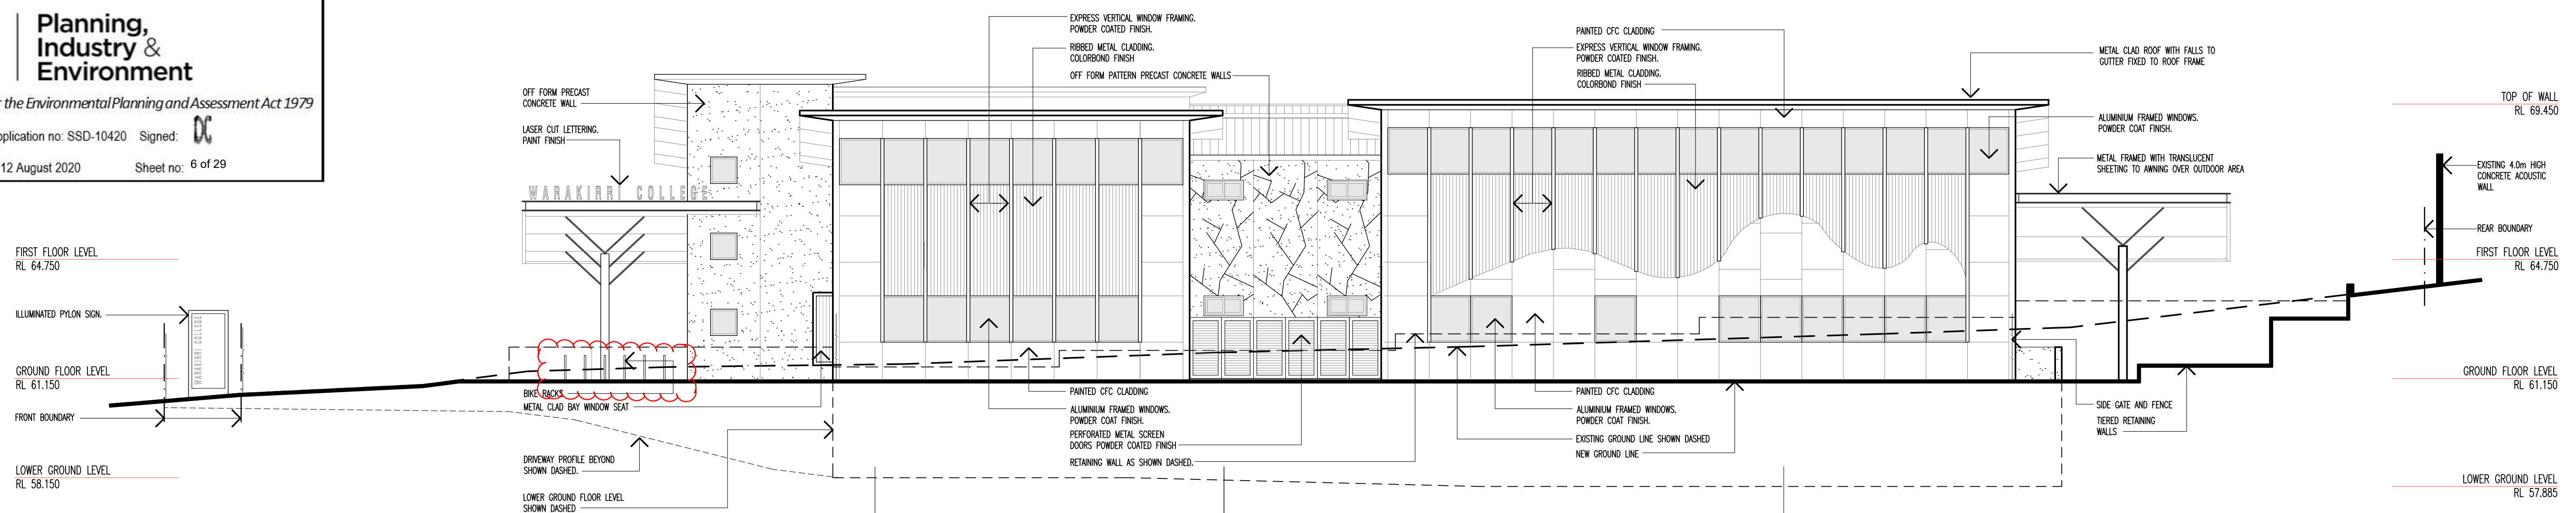 Planning,
Industry &
Environment
the Environmental Planning and Assessment Act 1979
plication no: SSD-10420 Signed:
12 August 2020 Sheet no: 6 of 29
OFF FORM PRECAST
CONCRETE WALL
LASER CUT LETTERING.
PAINT FINISH
WARAKIRRI COLLEGE
EXPRESS VERTICAL WINDOW FRAMING.
POWDER COATED FINISH.
RIBBED METAL CLADDING.
COLORBOND FINISH
OFF FORM PATTERN PRECAST CONCRETE WALLS
PAINTED CFC CLADDING
EXPRESS VERTICAL WINDOW FRAMING.
POWDER COATED FINISH.
RIBBED METAL CLADDING.
COLORBOND FINISH
METAL CLAD ROOF WITH FALLS TO
GUTTER FIXED TO ROOF FRAME
ALUMINIUM FRAMED WINDOWS.
POWDER COAT FINISH.
METAL FRAMED WITH TRANSLUCENT
SHEETING TO AWNING OVER OUTDOOR AREA
TOP OF WALL
RL 69.450
EXISTING 4.0m HIGH
CONCRETE ACOUSTIC
WALL
REAR BOUNDARY
FIRST FLOOR LEVEL
RL 64.750
GROUND FLOOR LEVEL
RL 61.150
LOWER GROUND LEVEL
RL 57.885
FIRST FLOOR LEVEL
RL 64.750
ILLUMINATED PYLON SIGN.
GROUND FLOOR LEVEL
RL 61.150
FRONT BOUNDARY
LOWER GROUND LEVEL
RL 58.150
BIKE RACKS
METAL CLAD BAY WINDOW SEAT
DRIVEWAY PROFILE BEYOND
SHOWN DASHED.
LOWER GROUND FLOOR LEVEL
SHOWN DASHED
PAINTED CFC CLADDING
ALUMINIUM FRAMED WINDOWS.
POWDER COAT FINISH.
PERFORATED METAL SCREEN
DOORS POWDER COATED FINISH
RETAINING WALL AS SHOWN DASHED.
PAINTED CFC CLADDING
ALUMINIUM FRAMED WINDOWS.
POWDER COAT FINISH.
EXISTING GROUND LINE SHOWN DASHED
NEW GROUND LINE
SIDE GATE AND FENCE
TIERED RETAINING
WALLS